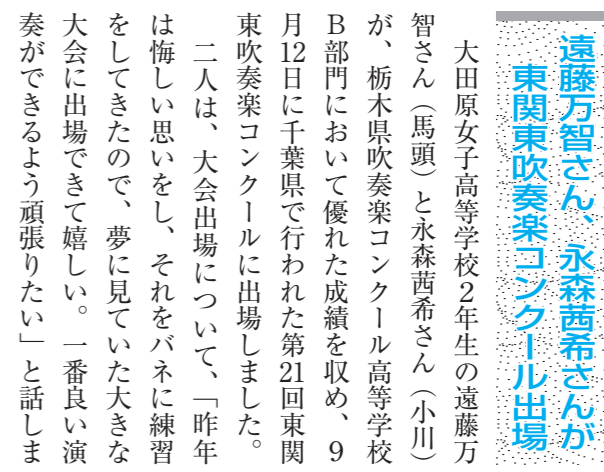 遠藤万智さん、永森茜希さんが
東関東吹奏楽コンクール出場
大田原女子高等学校2年生の遠藤万
智さん（馬頭）と永森茜希さん（小川）
が、栃木県吹奏楽コンクール高等学校
B部門において優れた成績を収め、9
月12日に千葉県で行われた第21回東関
東吹奏楽コンクールに出場しました。
二人は、大会出場について、「昨年
は悔しい思いをし、それをバネに練習
をしてきたので、夢に見ていた大きな
大会に出場できて嬉しい。一番良い演
奏ができるよう頑張りたい」と話しま